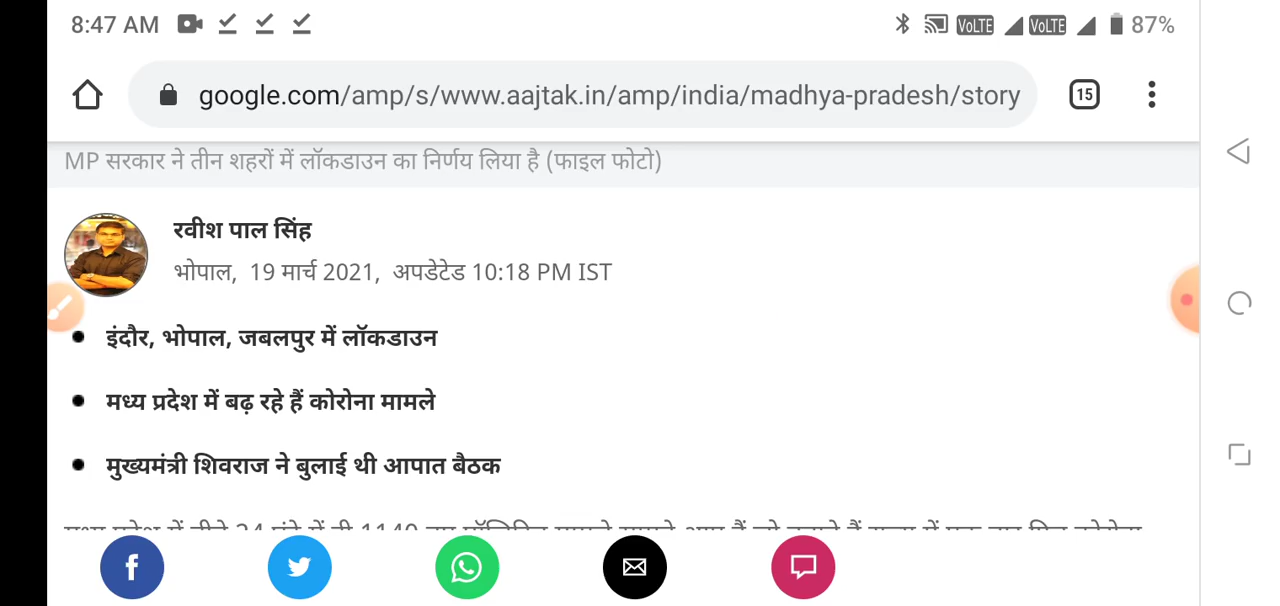 8:47 AM
VoLTE VoLTE 87%
google.com/amp/s/www.aajtak.in/amp/india/madhya-pradesh/story
15
MP सरकार ने तीन शहरों में लॉकडाउन का निर्णय लिया है (फाइल फोटो)
रवीश पाल सिंह
भोपाल, 19 मार्च 2021, अपडेटेड 10:18 PM IST
इंदौर, भोपाल, जबलपुर में लॉकडाउन
मध्य प्रदेश में बढ़ रहे हैं कोरोना मामले
मुख्यमंत्री शिवराज ने बुलाई थी आपात बैठक